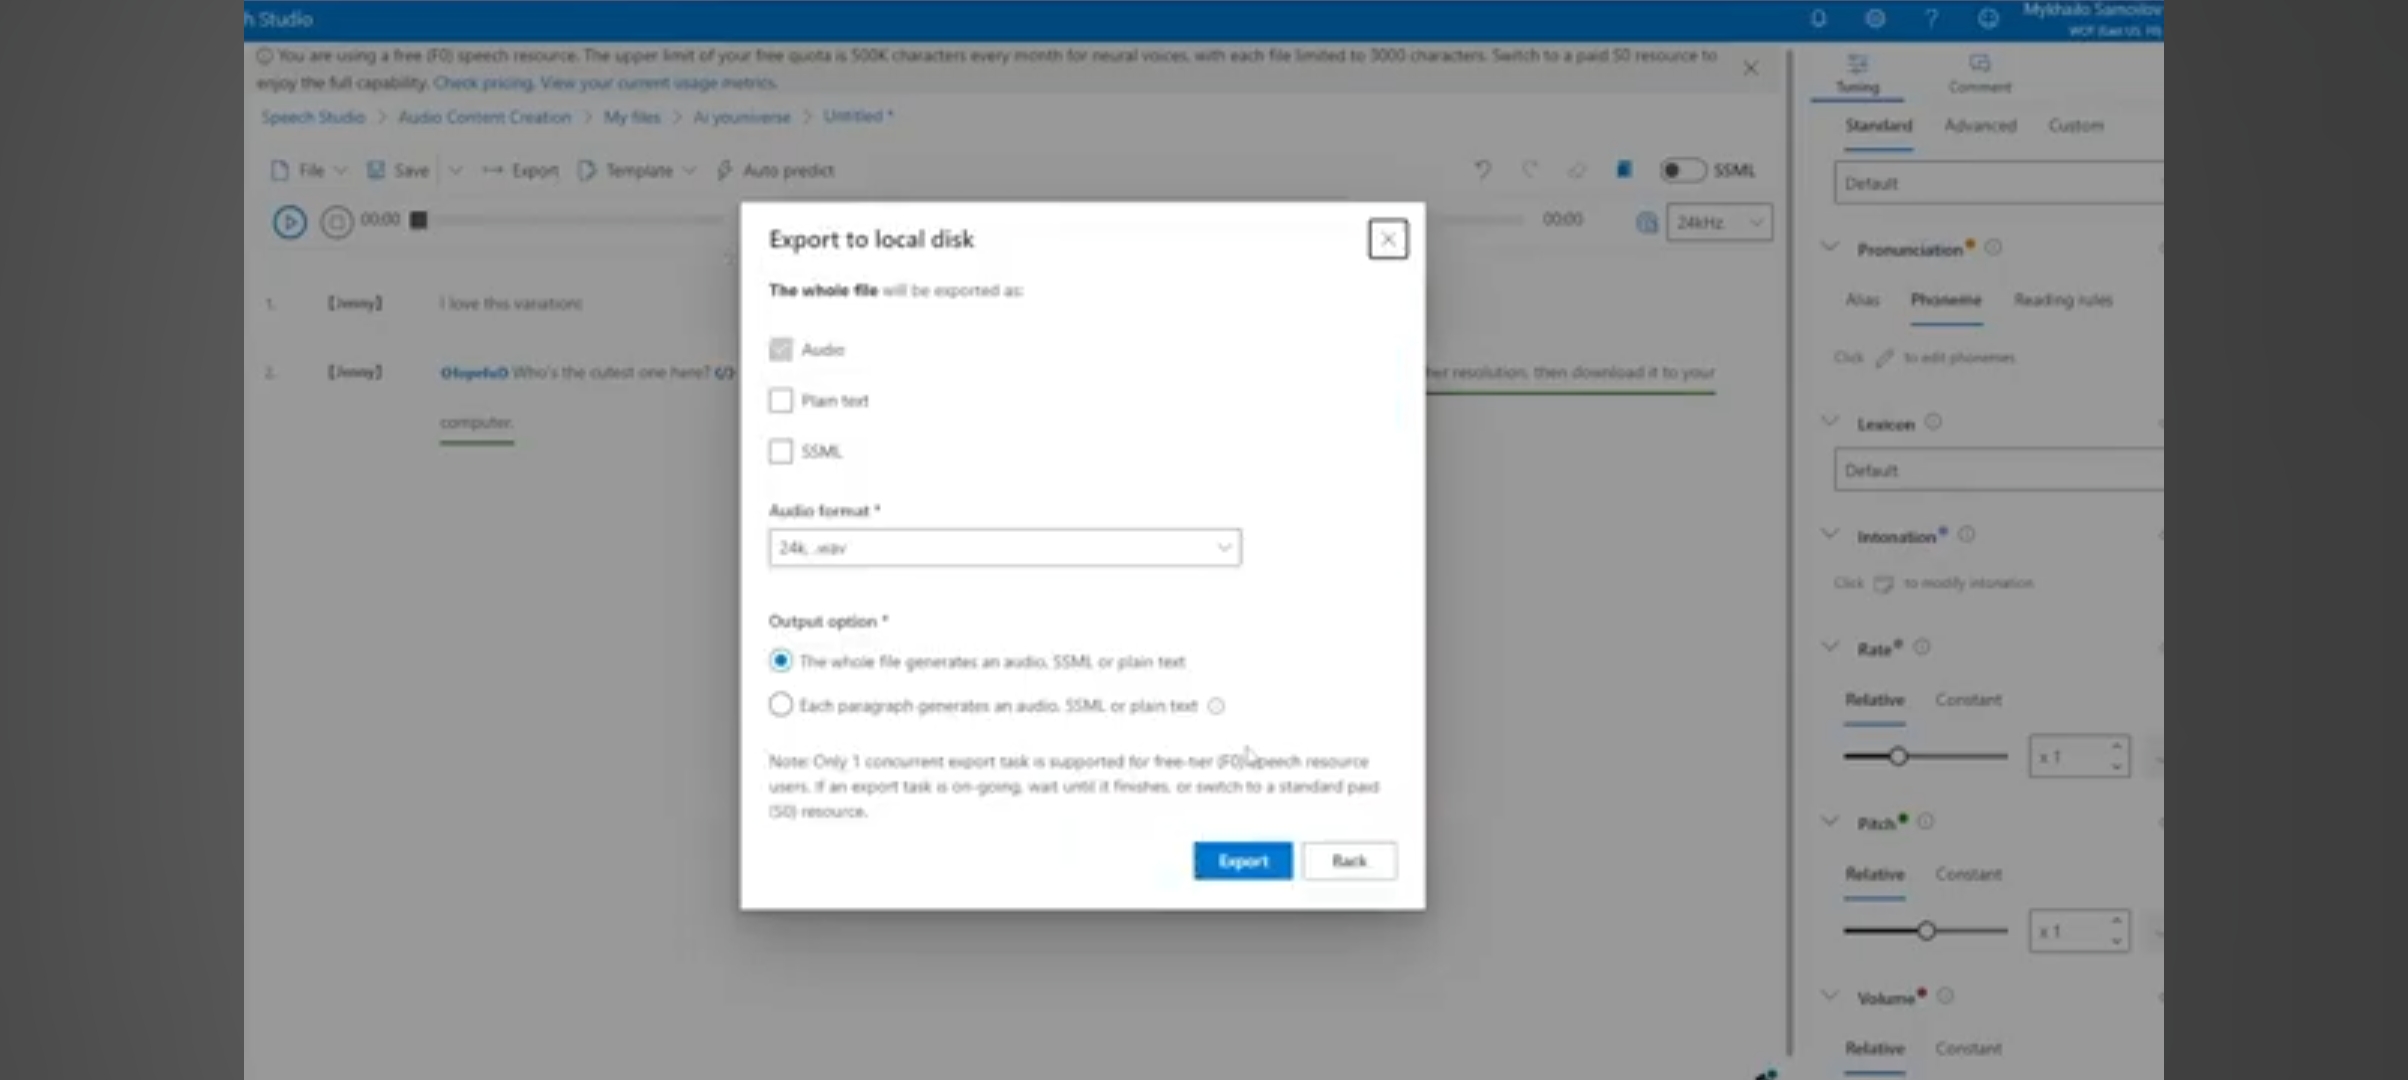 h Studio
Mykhailo Samoilov
You are using a free (F0) speech resource. The upper limit of your free quota is 500K characters every month for neural voices, with each file limited to 3000 characters. Switch to a paid S0 resource to
enjoy the full capability. Check pricing. View your current usage metrics.
Speech Studio > Audio Content Creation > My files > Ai youniverse > Untitled *
File Save Export Template Auto predict SSML
00:00 00:00 24kHz
1. [Jenny] I love this variations
2. [Jenny] (Hopeful) Who's the cutest one here? her resolution, then download it to your
computer.
Export to local disk
The whole file will be exported as:
Audio
Plain text
SSML
Audio format *
24k, .wav
Output option *
The whole file generates an audio, SSML or plain text
Each paragraph generates an audio, SSML or plain text
Note: Only 1 concurrent export task is supported for free-tier (F0) speech resource
users. If an export task is on-going, wait until it finishes, or switch to a standard paid
(S0) resource.
Export Back
Tuning Comment
Standard Advanced Custom
Default
Pronunciation
Alias Phoneme Reading rules
Click to edit phonemes
Lexicon
Default
Intonation
Click to modify intonation
Rate
Relative Constant
x 1
Pitch
Relative Constant
x 1
Volume
Relative Constant